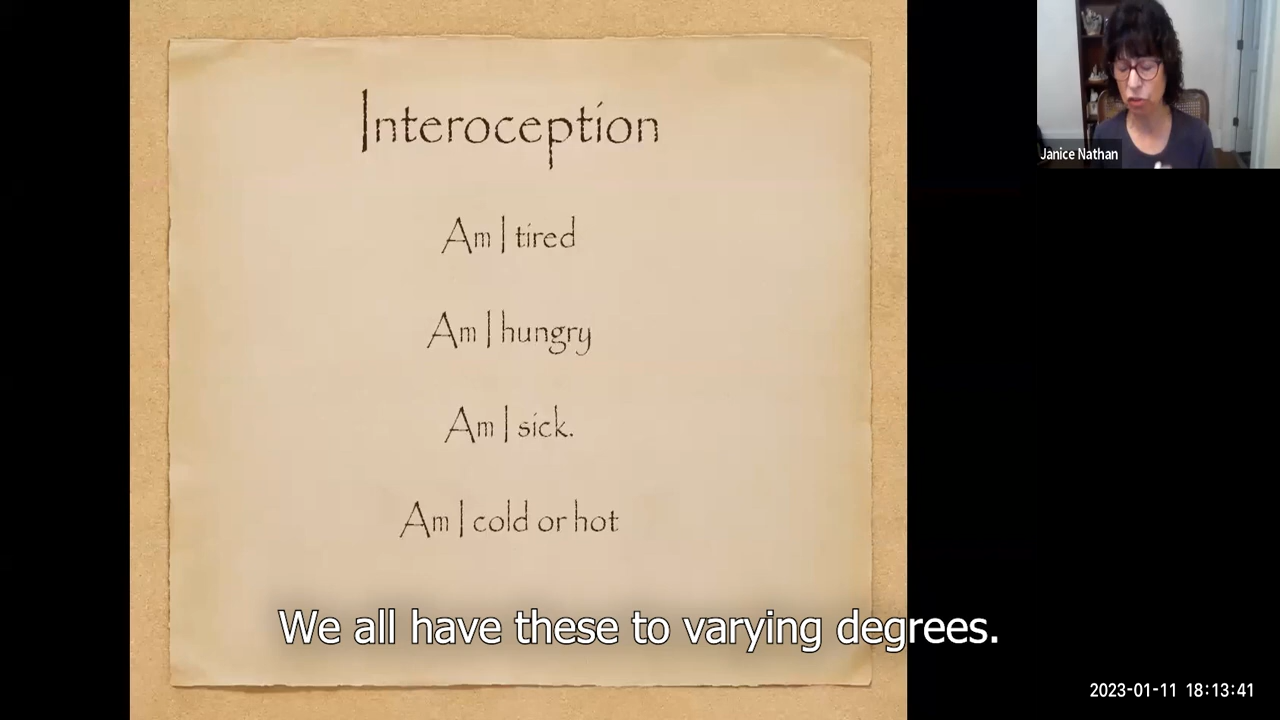 Interoception
Am I tired
Am I hungry
Am I sick.
Am I cold or hot
We all have these to varying degrees.
Janice Nathan
2023-01-11 18:13:41